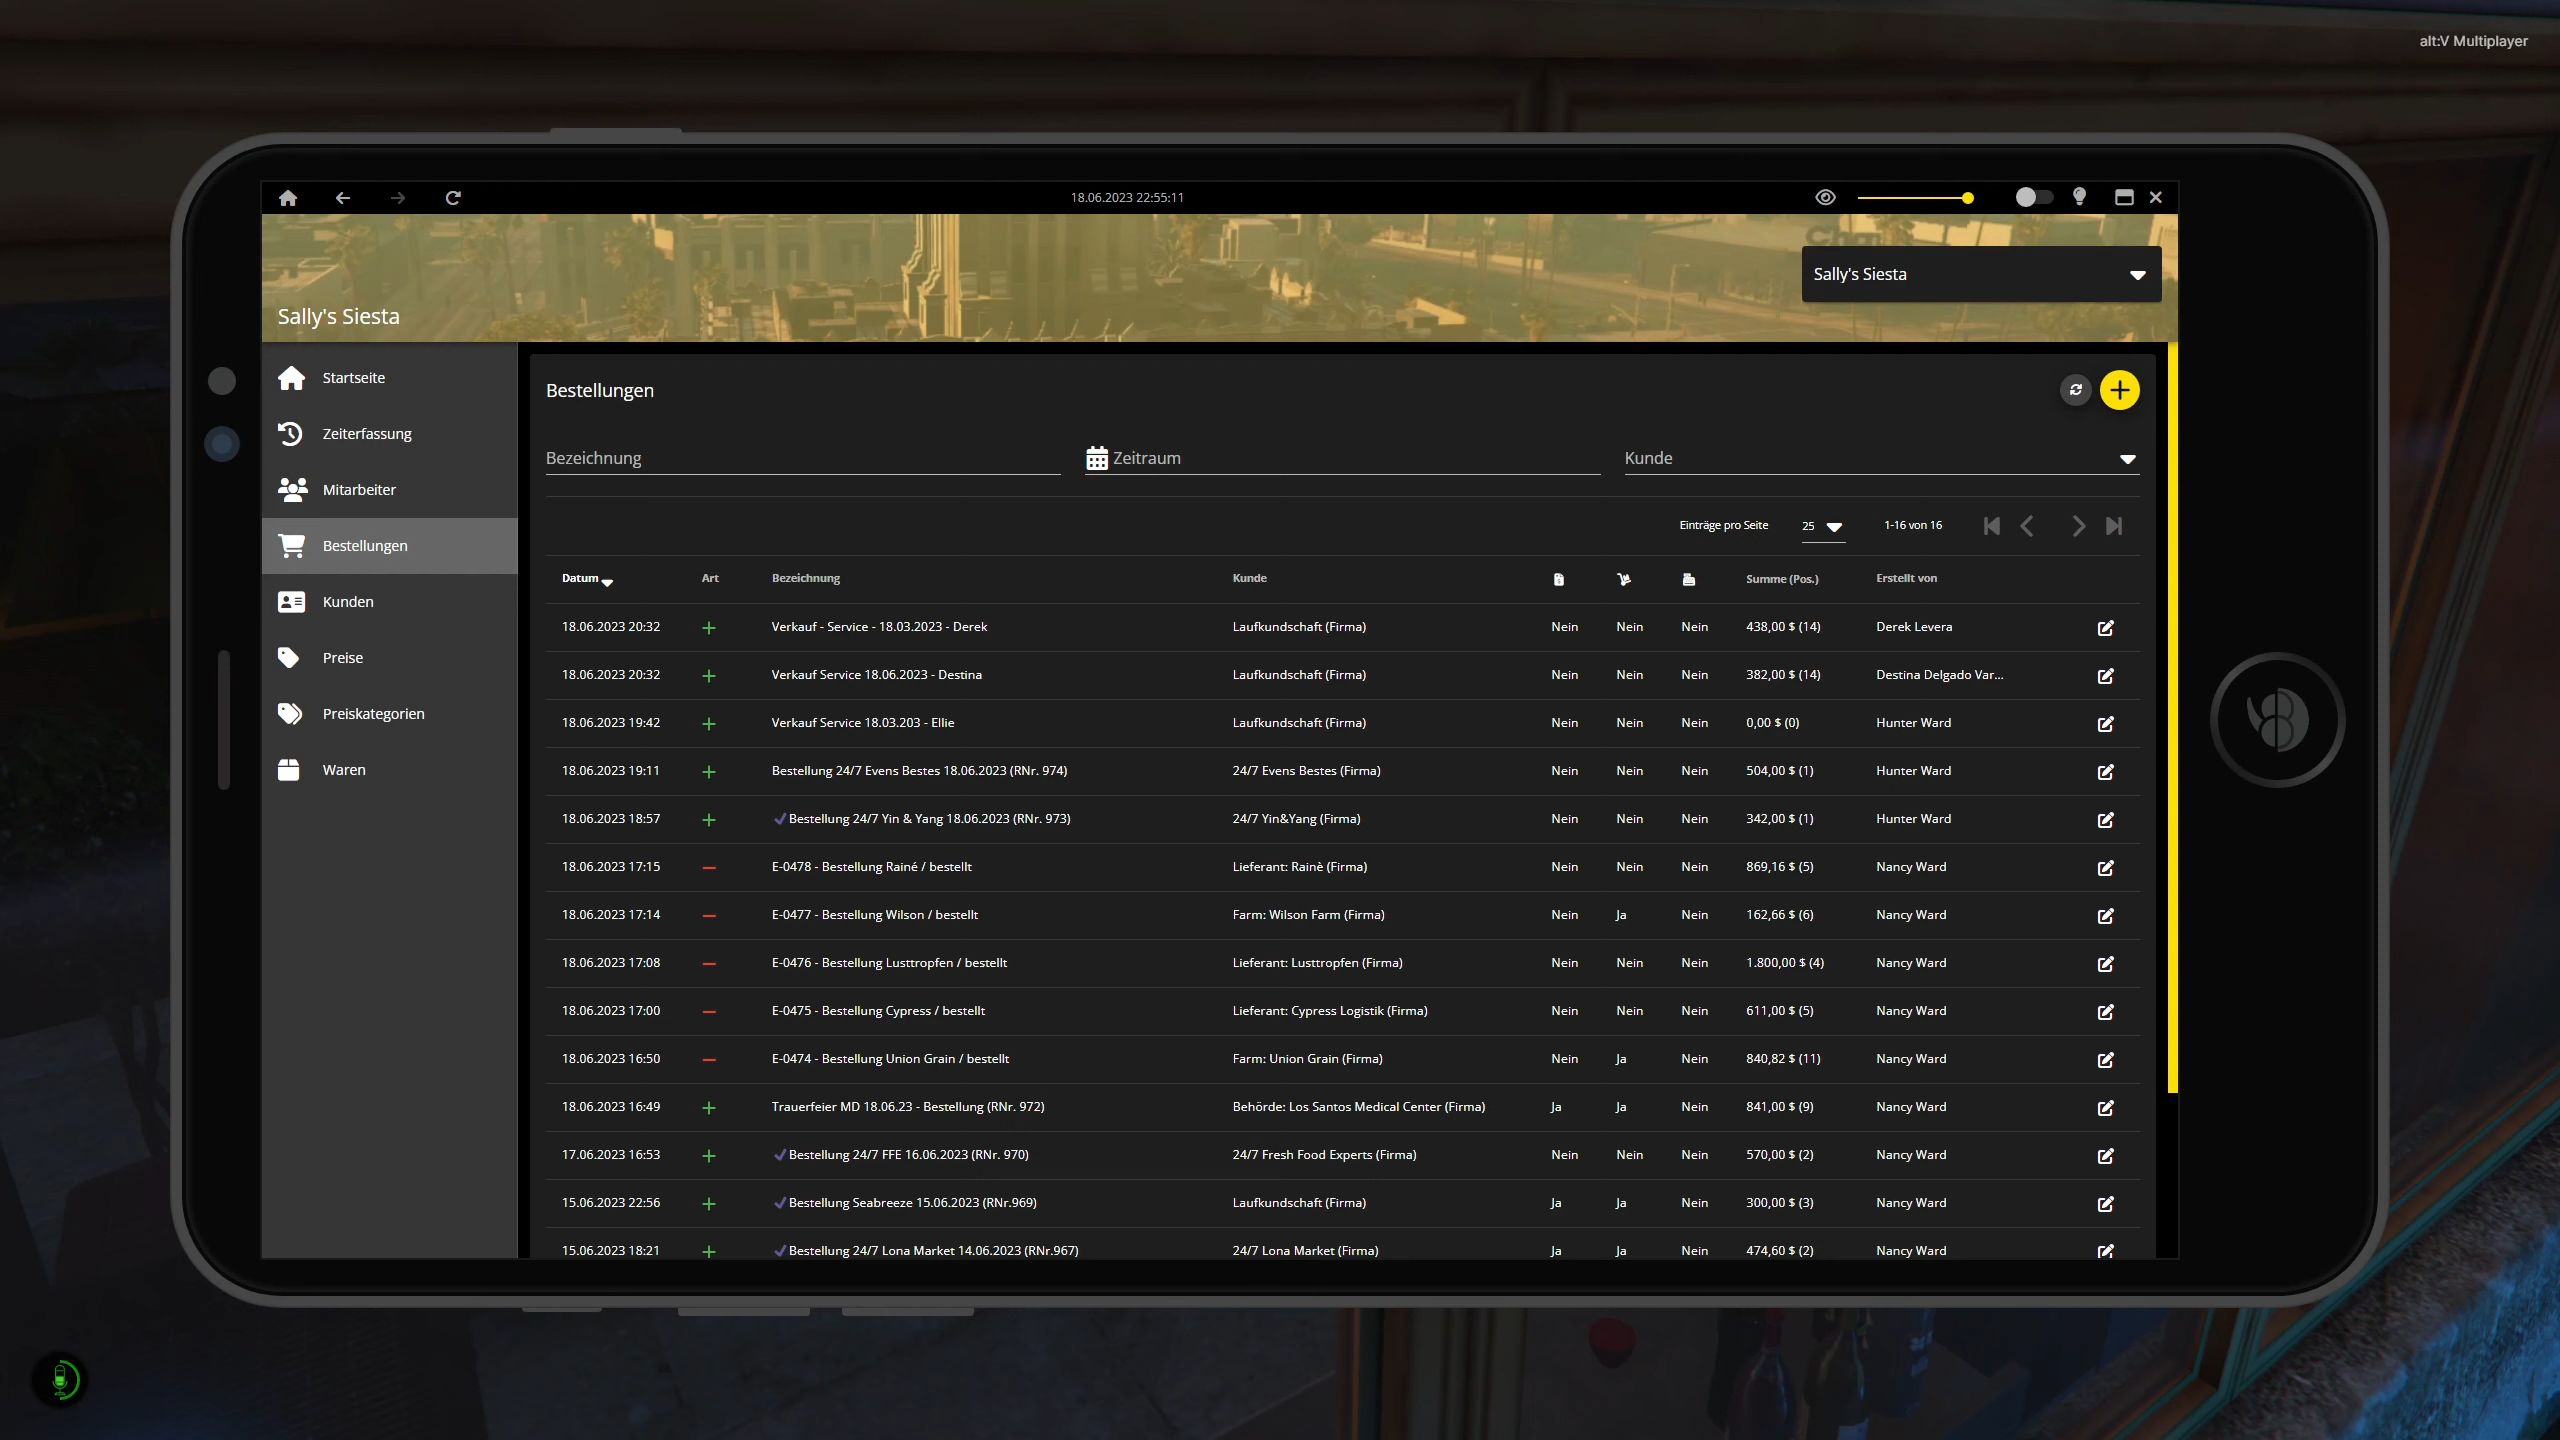 alt:V Multiplayer
18.06.2023 22:55:11
Sally's Siesta
Sally's Siesta
Startseite
Zeiterfassung
Mitarbeiter
Bestellungen
Kunden
Preise
Preiskategorien
Waren
Bestellungen
Bezeichnung Zeitraum Kunde
Einträge pro Seite 25 1-16 von 16
Datum Art Bezeichnung Kunde Summe (Pos.) Erstellt von
18.06.2023 20:32 + Verkauf - Service - 18.03.2023 - Derek Laufkundschaft (Firma) Nein Nein Nein 438,00 $ (14) Derek Levera
18.06.2023 20:32 + Verkauf Service 18.06.2023 - Destina Laufkundschaft (Firma) Nein Nein Nein 382,00 $ (14) Destina Delgado Var...
18.06.2023 19:42 + Verkauf Service 18.03.203 - Ellie Laufkundschaft (Firma) Nein Nein Nein 0,00 $ (0) Hunter Ward
18.06.2023 19:11 + Bestellung 24/7 Evens Bestes 18.06.2023 (RNr. 974) 24/7 Evens Bestes (Firma) Nein Nein Nein 504,00 $ (1) Hunter Ward
18.06.2023 18:57 + ✓Bestellung 24/7 Yin & Yang 18.06.2023 (RNr. 973) 24/7 Yin&Yang (Firma) Nein Nein Nein 342,00 $ (1) Hunter Ward
18.06.2023 17:15 − E-0478 - Bestellung Rainé / bestellt Lieferant: Rainè (Firma) Nein Nein Nein 869,16 $ (5) Nancy Ward
18.06.2023 17:14 − E-0477 - Bestellung Wilson / bestellt Farm: Wilson Farm (Firma) Nein Ja Nein 162,66 $ (6) Nancy Ward
18.06.2023 17:08 − E-0476 - Bestellung Lusttropfen / bestellt Lieferant: Lusttropfen (Firma) Nein Nein Nein 1.800,00 $ (4) Nancy Ward
18.06.2023 17:00 − E-0475 - Bestellung Cypress / bestellt Lieferant: Cypress Logistik (Firma) Nein Nein Nein 611,00 $ (5) Nancy Ward
18.06.2023 16:50 − E-0474 - Bestellung Union Grain / bestellt Farm: Union Grain (Firma) Nein Ja Nein 840,82 $ (11) Nancy Ward
18.06.2023 16:49 + Trauerfeier MD 18.06.23 - Bestellung (RNr. 972) Behörde: Los Santos Medical Center (Firma) Ja Ja Nein 841,00 $ (9) Nancy Ward
17.06.2023 16:53 + ✓Bestellung 24/7 FFE 16.06.2023 (RNr. 970) 24/7 Fresh Food Experts (Firma) Nein Nein Nein 570,00 $ (2) Nancy Ward
15.06.2023 22:56 + ✓Bestellung Seabreeze 15.06.2023 (RNr.969) Laufkundschaft (Firma) Ja Ja Nein 300,00 $ (3) Nancy Ward
15.06.2023 18:21 + ✓Bestellung 24/7 Lona Market 14.06.2023 (RNr.967) 24/7 Lona Market (Firma) Ja Ja Nein 474,60 $ (2) Nancy Ward